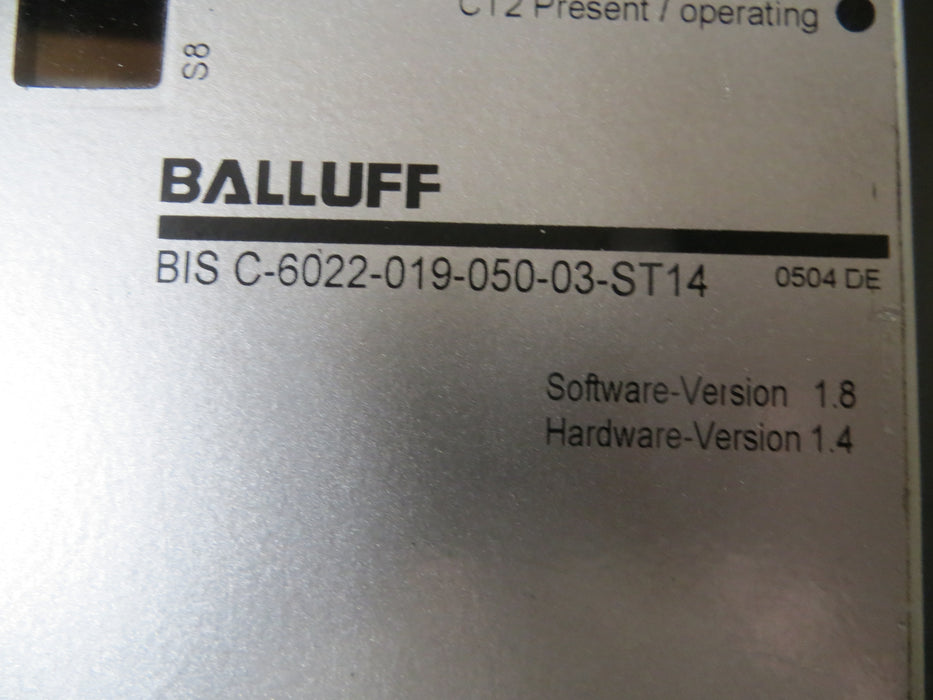 CT2 Present / operating
S8
BALLUFF
BIS C-6022-019-050-03-ST14 0504 DE
Software-Version 1.8
Hardware-Version 1.4